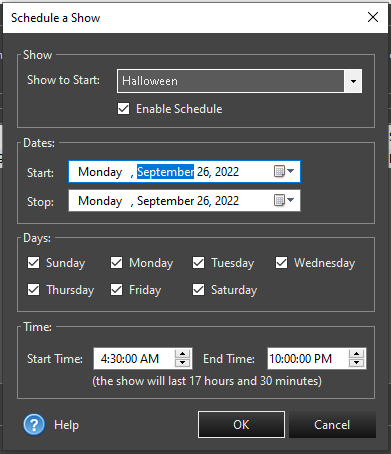 Schedule a Show
Show
Show to Start: Halloween
Enable Schedule
Dates:
Start: Monday , September 26, 2022
Stop: Monday , September 26, 2022
Days:
Sunday Monday Tuesday Wednesday
Thursday Friday Saturday
Time:
Start Time: 4:30:00 AM End Time: 10:00:00 PM
(the show will last 17 hours and 30 minutes)
? Help OK Cancel